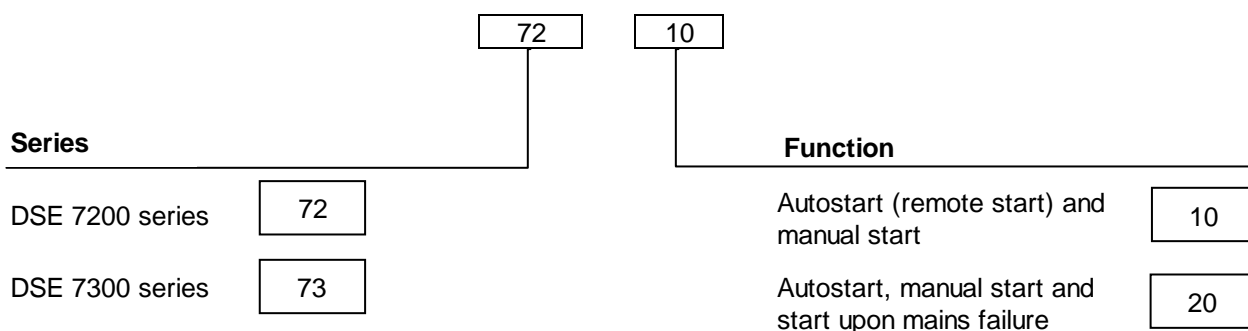 72 10
Series
Function
DSE 7200 series 72
DSE 7300 series 73
Autostart (remote start) and
manual start
10
Autostart, manual start and
start upon mains failure
20